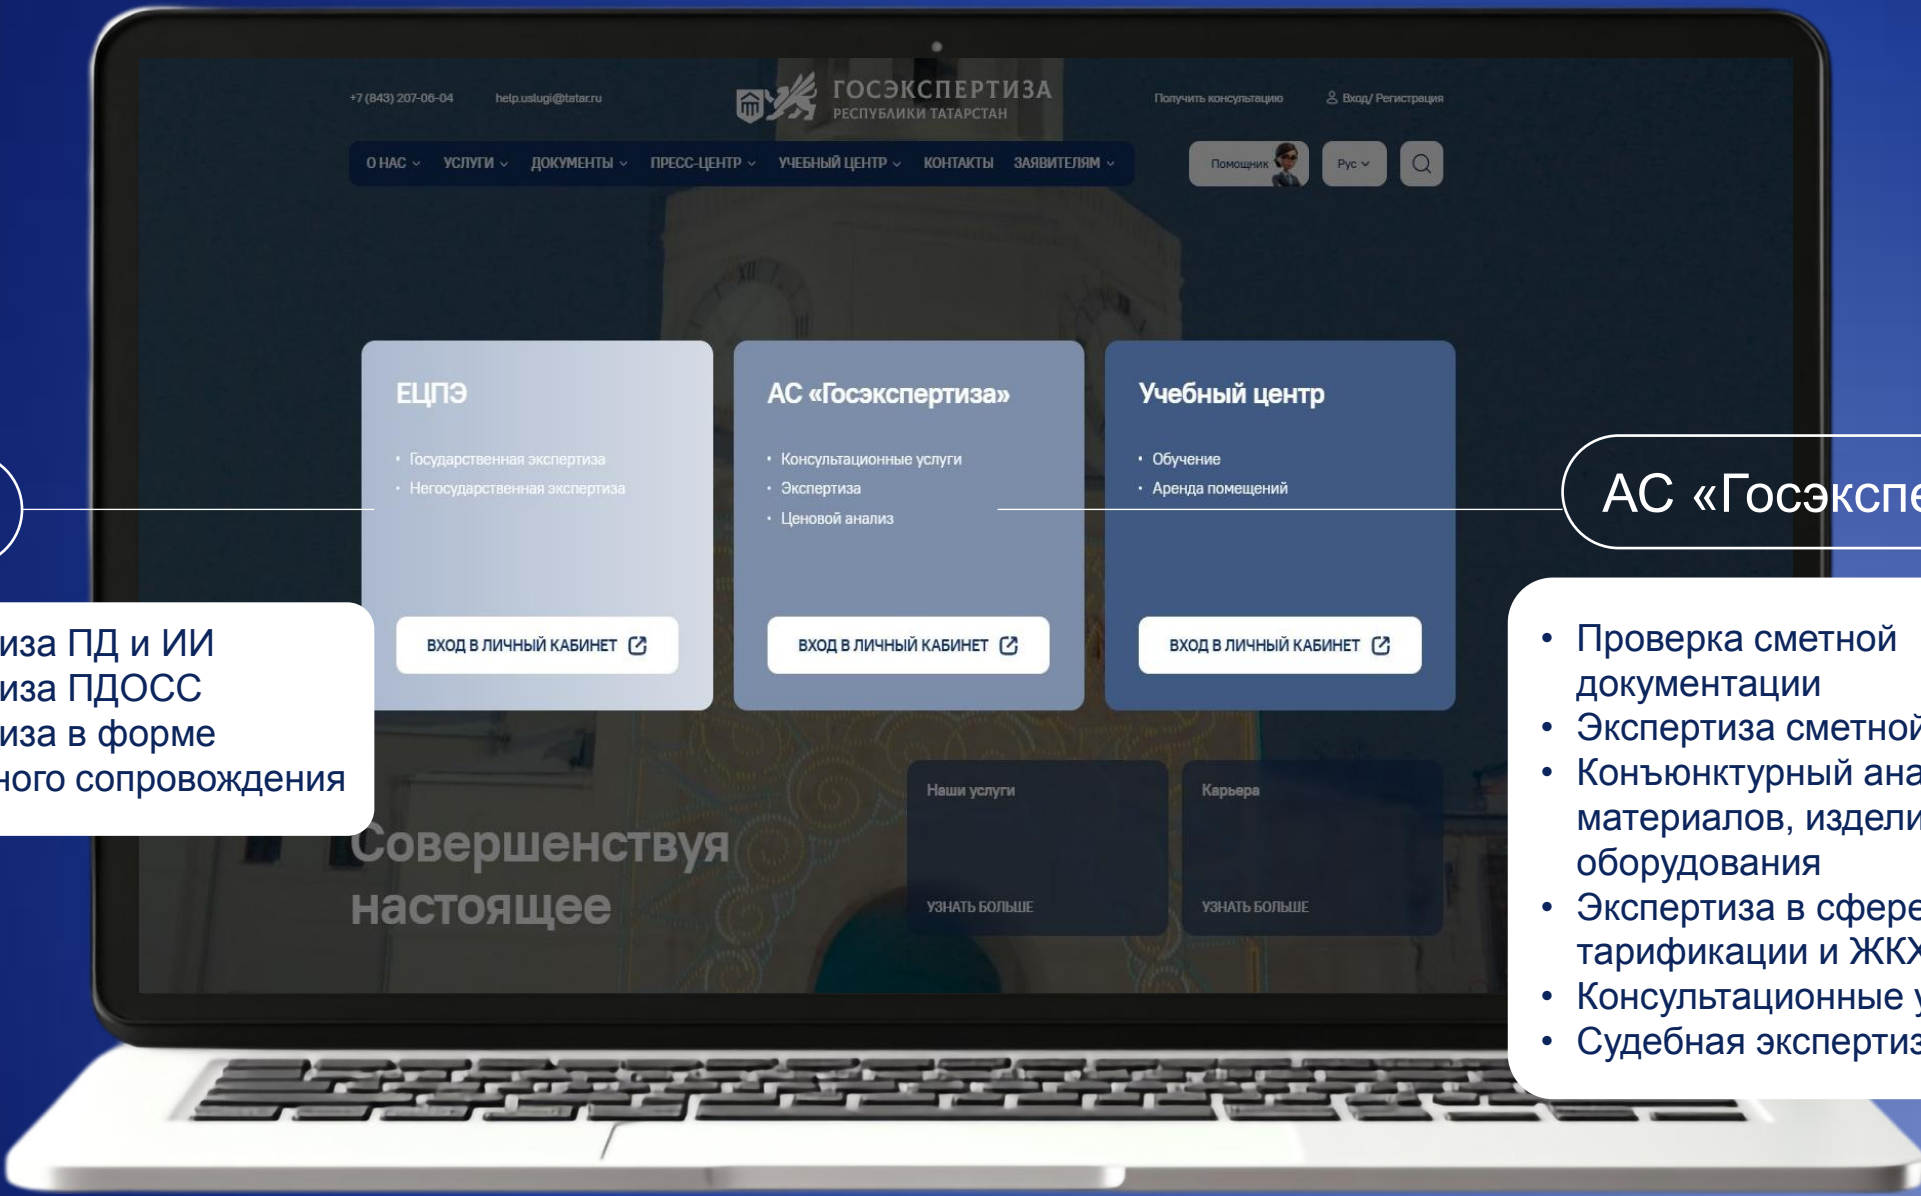 +7 (843) 207-06-04 help.uslugi@tatar.ru
ГОСЭКСПЕРТИЗА
РЕСПУБЛИКИ ТАТАРСТАН
Получить консультацию Вход/ Регистрация
О НАС УСЛУГИ ДОКУМЕНТЫ ПРЕСС-ЦЕНТР УЧЕБНЫЙ ЦЕНТР КОНТАКТЫ ЗАЯВИТЕЛЯМ
Помощник Рус
ЕЦПЭ
• Государственная экспертиза
• Негосударственная экспертиза
ВХОД В ЛИЧНЫЙ КАБИНЕТ
АС «Госэкспертиза»
• Консультационные услуги
• Экспертиза
• Ценовой анализ
ВХОД В ЛИЧНЫЙ КАБИНЕТ
Учебный центр
• Обучение
• Аренда помещений
ВХОД В ЛИЧНЫЙ КАБИНЕТ
иза ПД и ИИ
иза ПДОСС
иза в форме
ного сопровождения
АС «Госэкспе
• Проверка сметной
документации
• Экспертиза сметной
• Конъюнктурный ана
материалов, издели
оборудования
• Экспертиза в сфере
тарификации и ЖКХ
• Консультационные у
• Судебная экспертиз
Совершенствуя
настоящее
Наши услуги
УЗНАТЬ БОЛЬШЕ
Карьера
УЗНАТЬ БОЛЬШЕ